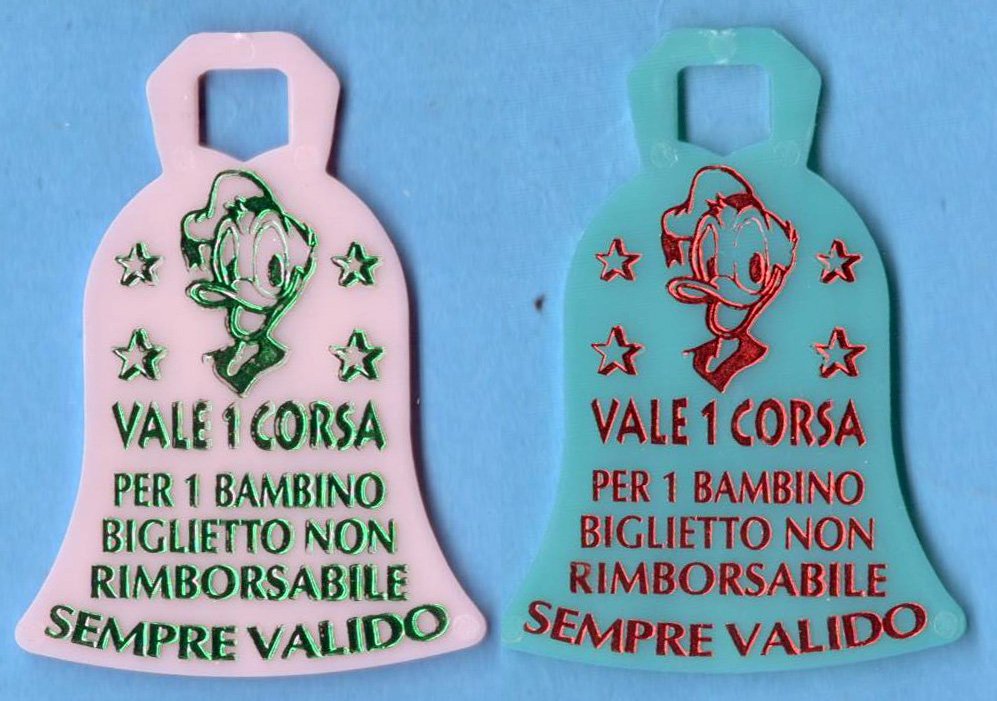 VALE 1 CORSA
PER 1 BAMBINO
BIGLIETTO NON
RIMBORSABILE
SEMPRE VALIDO
VALE 1 CORSA
PER 1 BAMBINO
BIGLIETTO NON
RIMBORSABILE
SEMPRE VALIDO